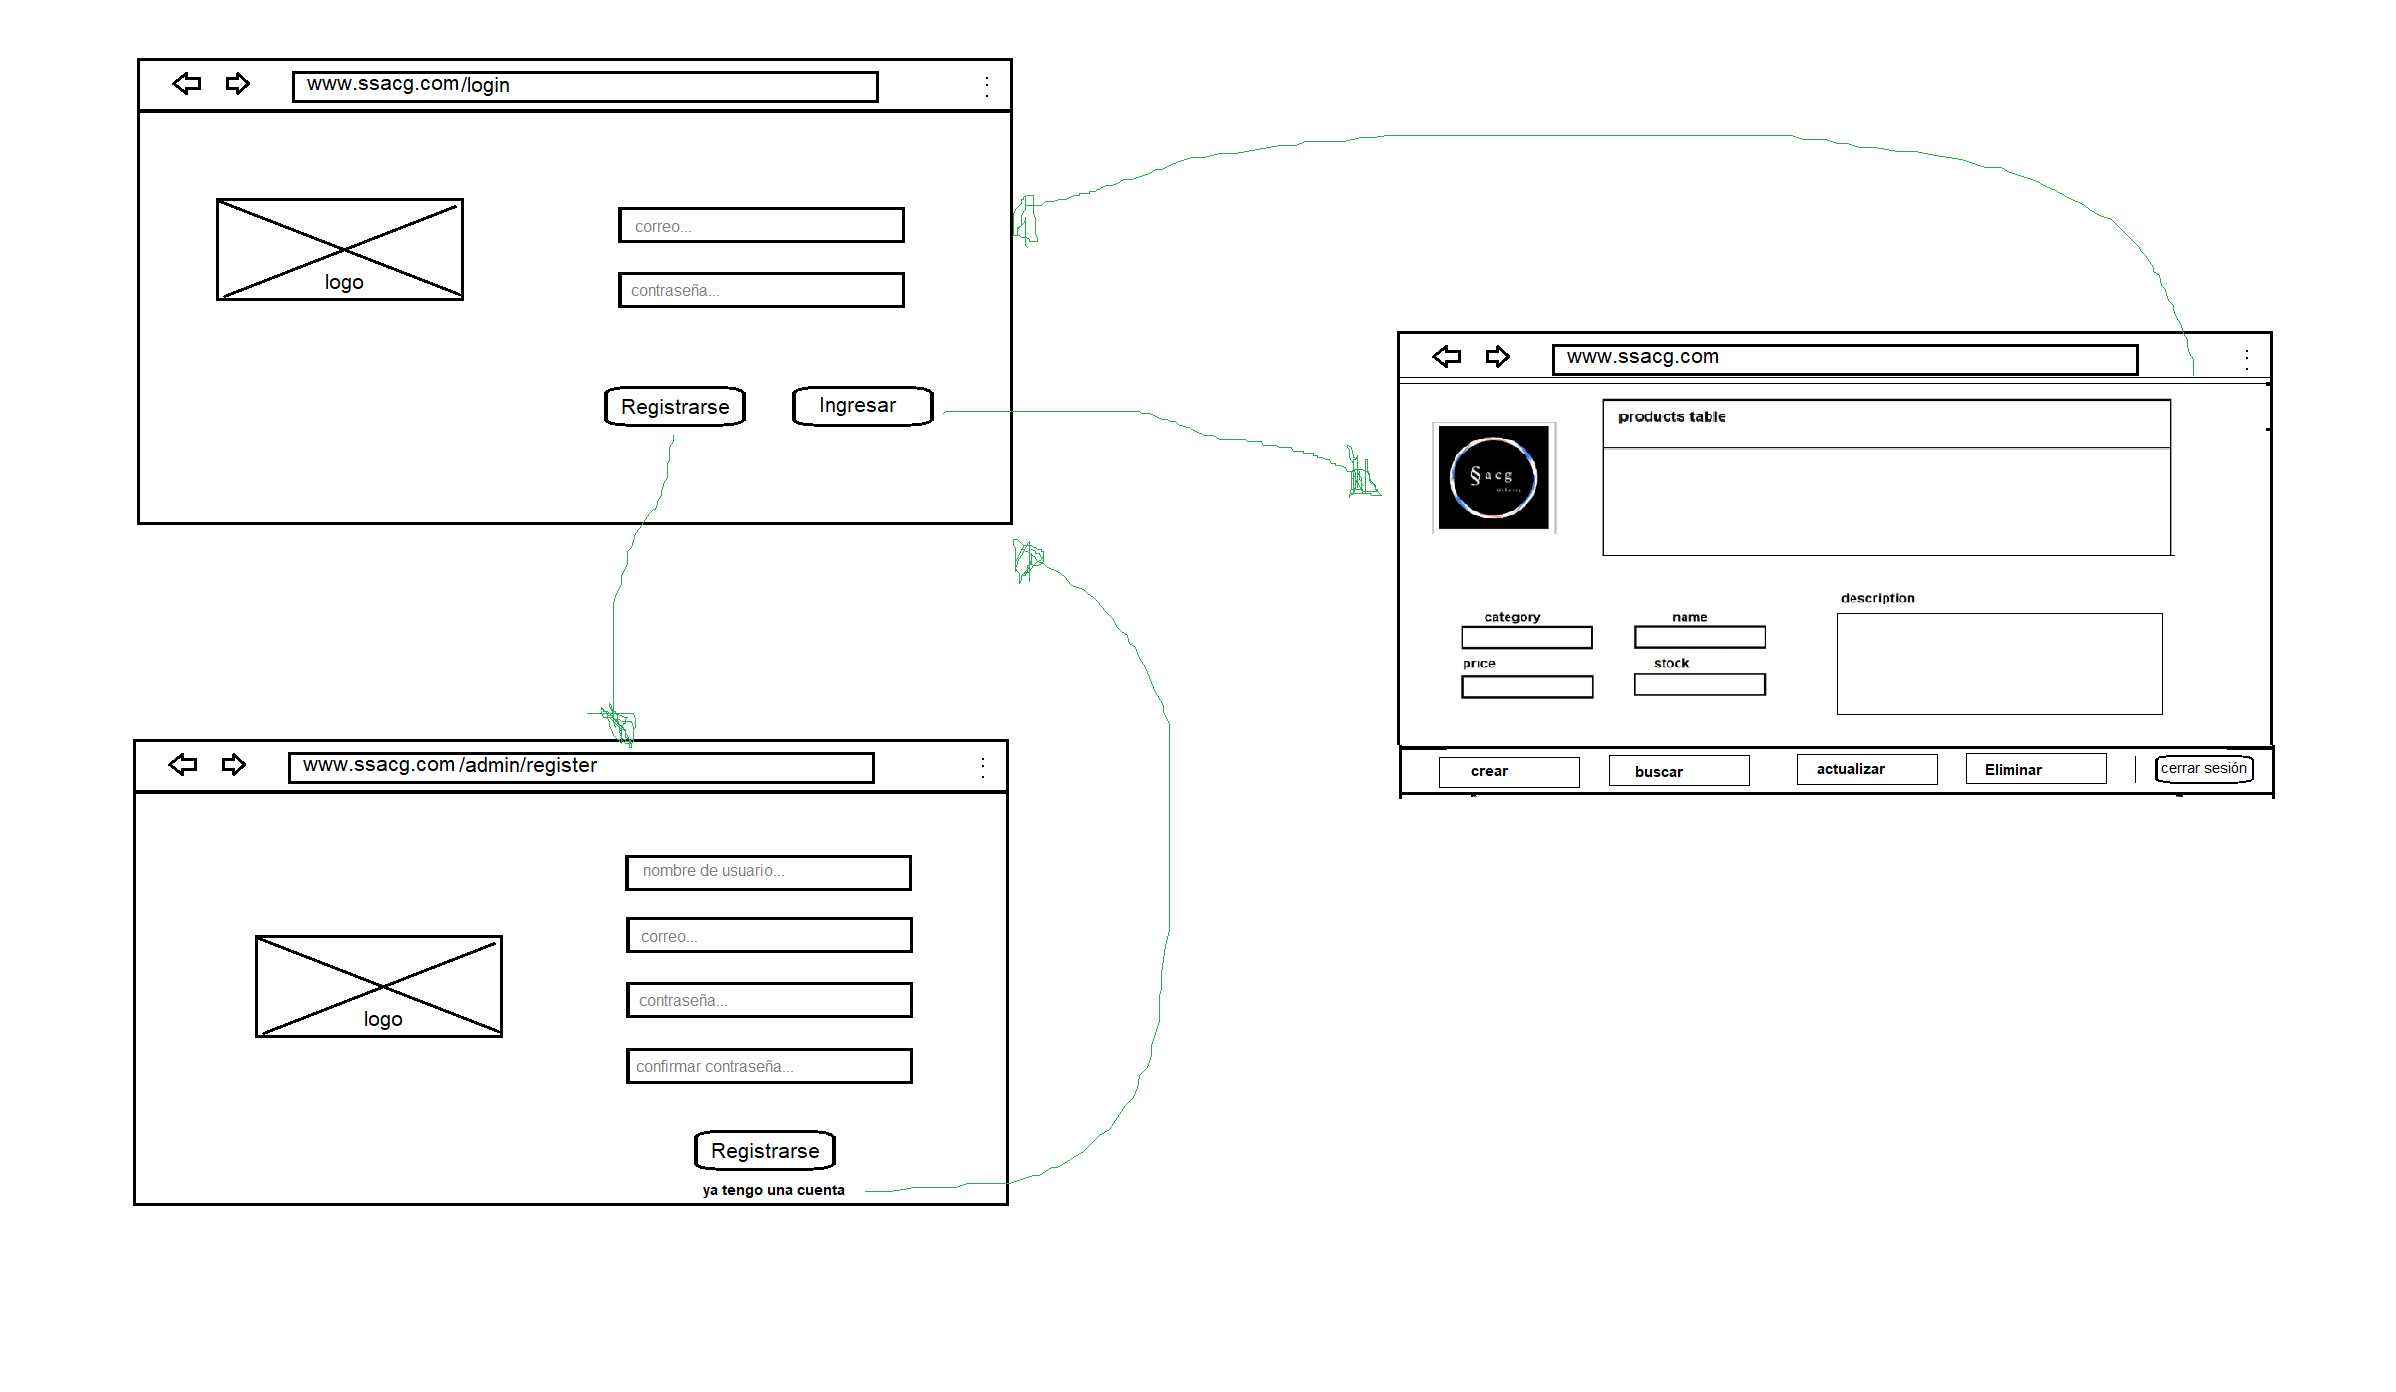 www.ssacg.com/login
correo...
contraseña...
logo
Registrarse
Ingresar
www.ssacg.com
products table
§acg
category
name
description
price
stock
crear
buscar
actualizar
Eliminar
cerrar sesión
www.ssacg.com/admin/register
nombre de usuario...
correo...
contraseña...
confirmar contraseña...
logo
Registrarse
ya tengo una cuenta